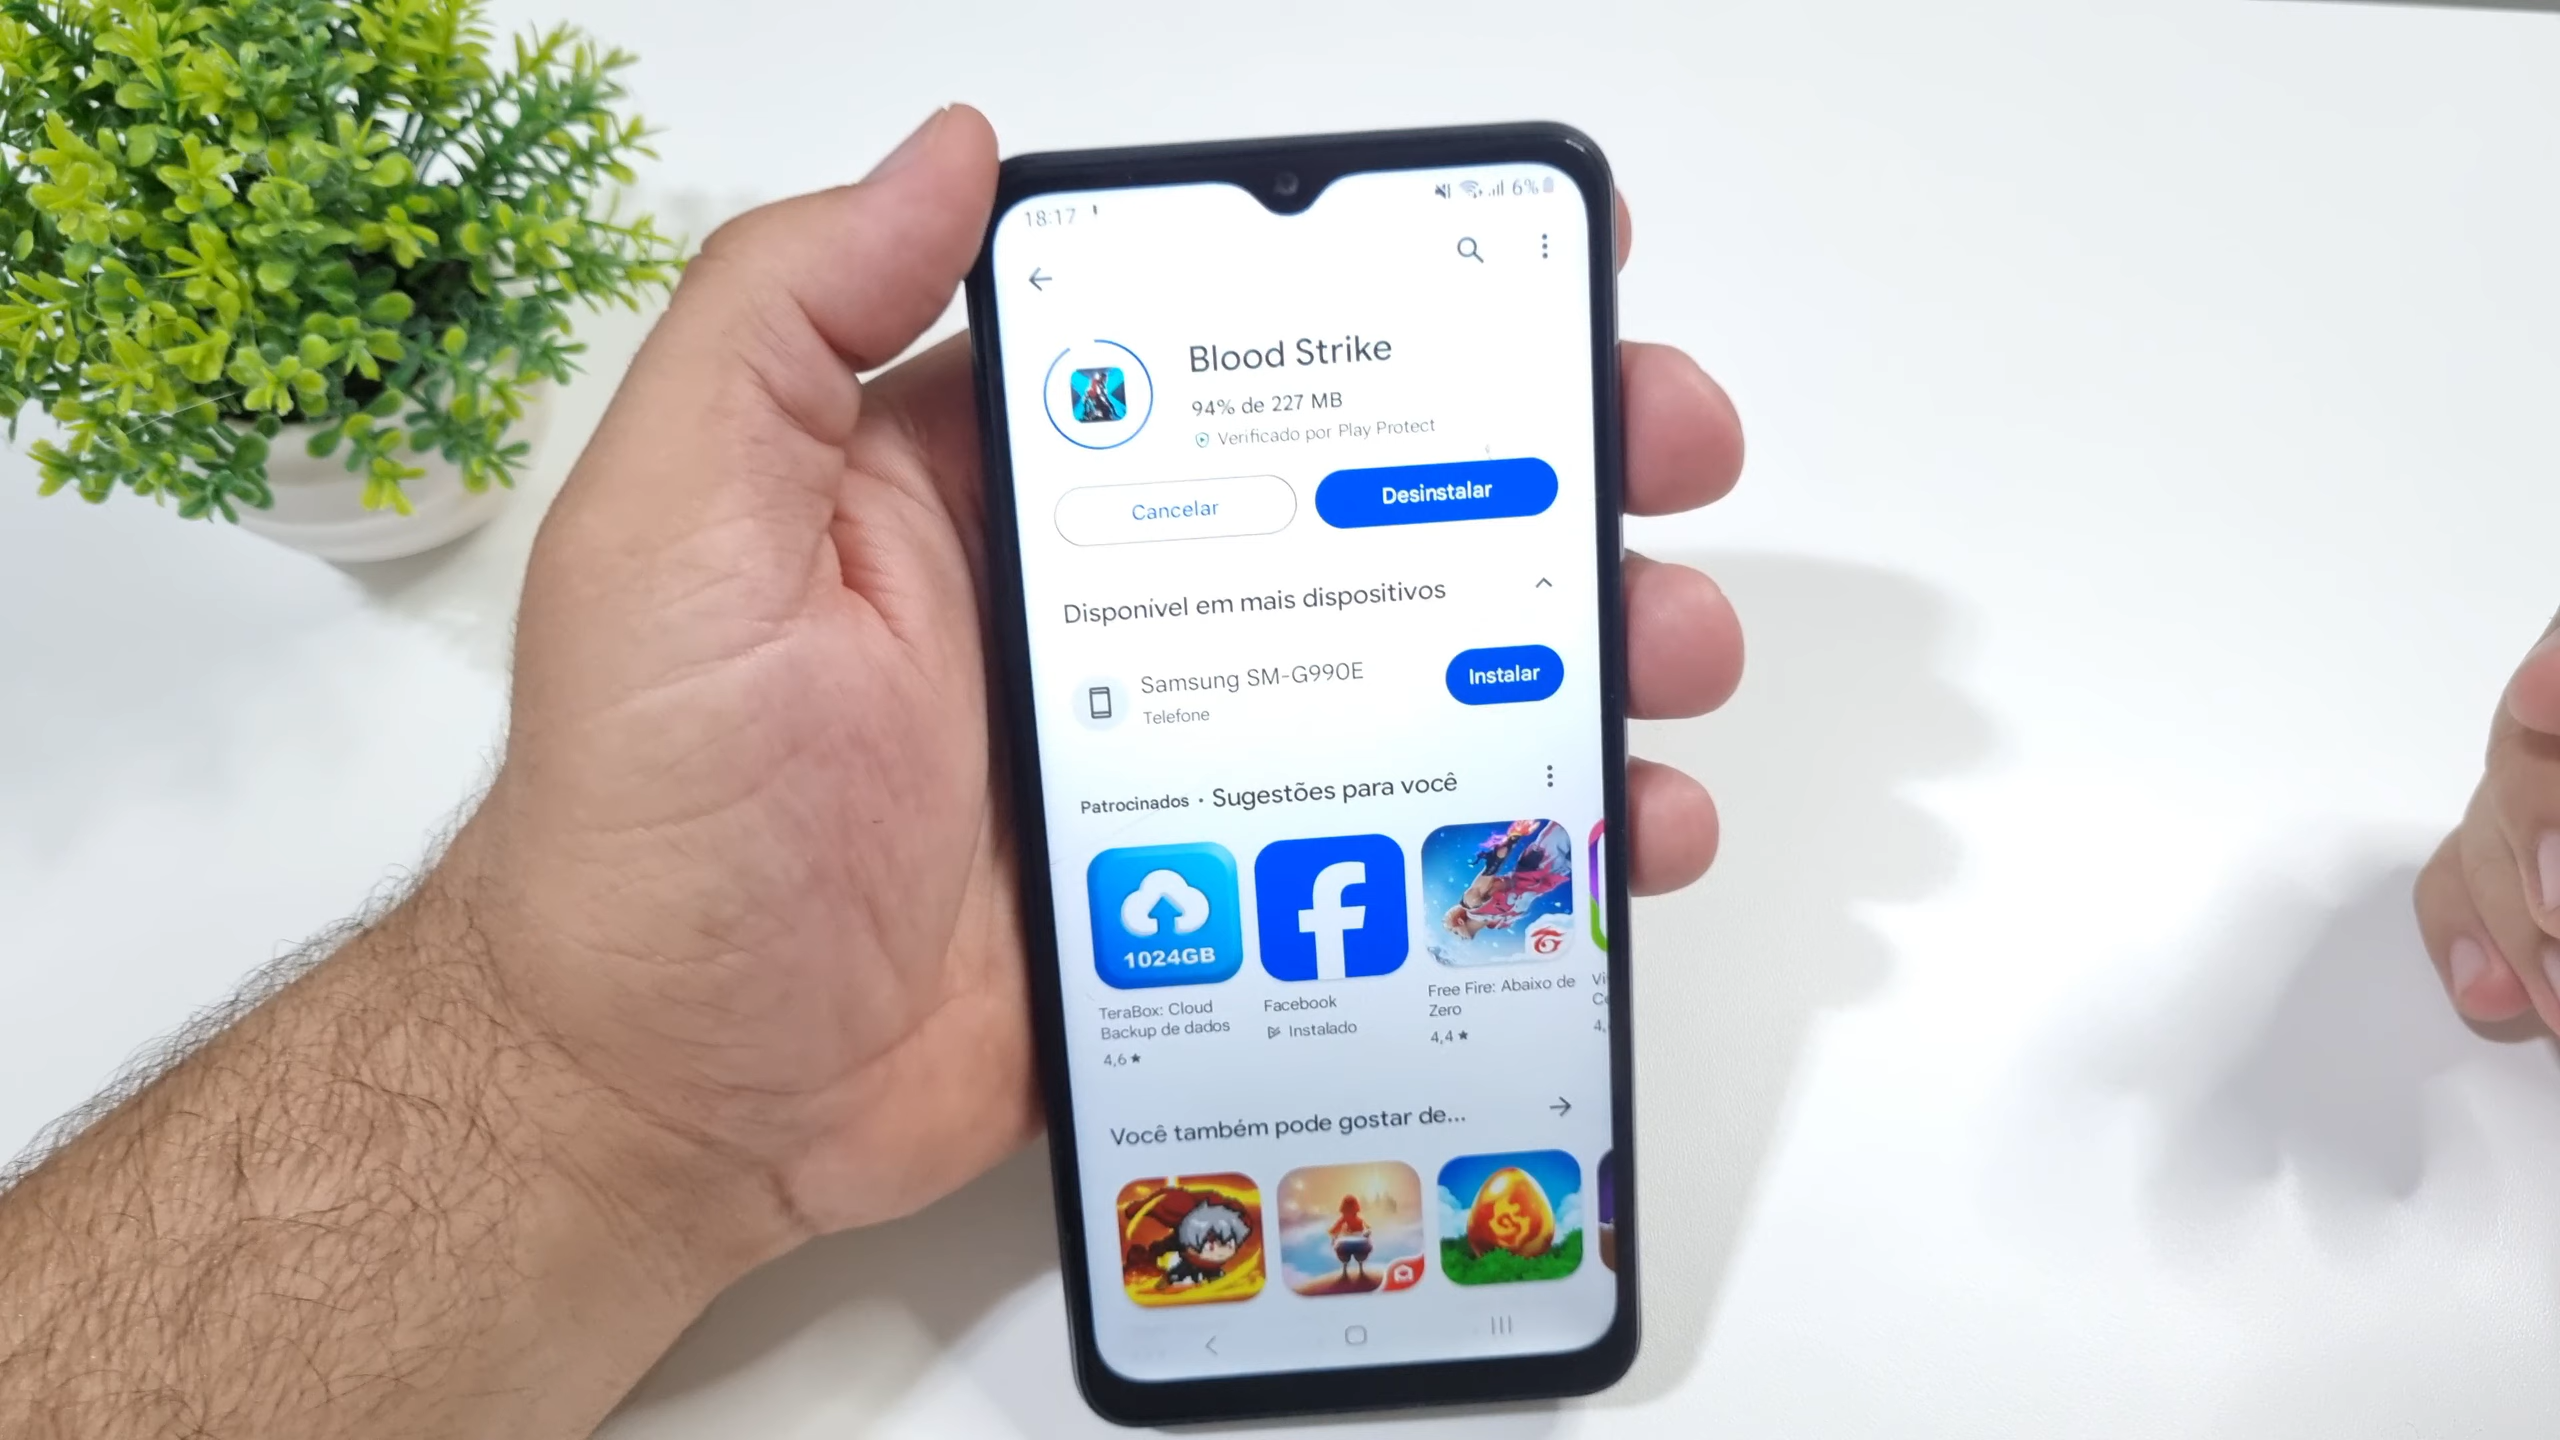 18:17
6%
Blood Strike
94% de 227 MB
Verificado por Play Protect
Cancelar
Desinstalar
Disponível em mais dispositivos
Samsung SM-G990E
Telefone
Instalar
Patrocinados · Sugestões para você
1024GB
TeraBox: Cloud
Backup de dados
4,6★
Facebook
Instalado
Free Fire: Abaixo de
Zero
4,4★
Você também pode gostar de...